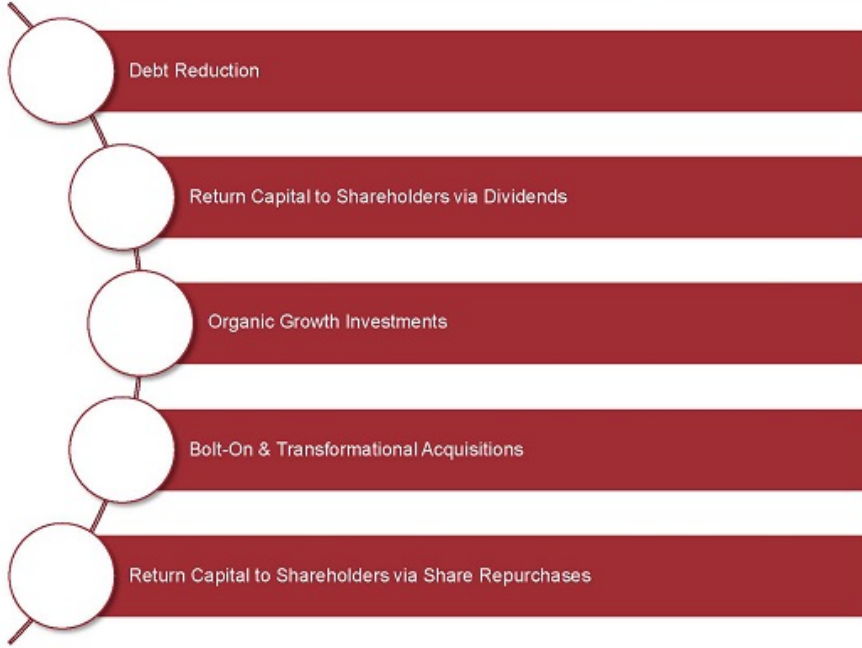 Debt Reduction
Return Capital to Shareholders via Dividends
Organic Growth Investments
Bolt-On & Transformational Acquisitions
Return Capital to Shareholders via Share Repurchases